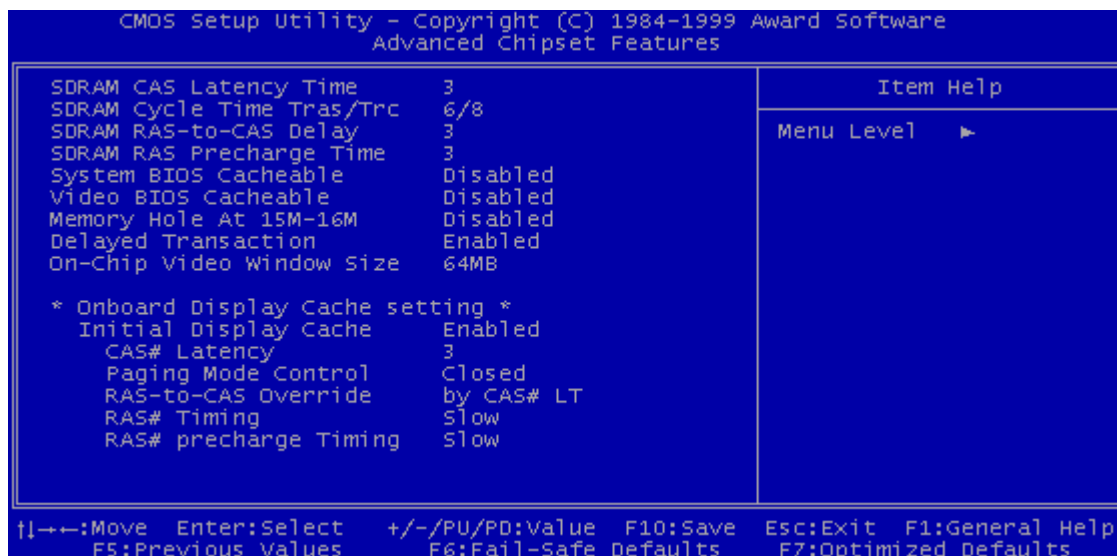 CMOS Setup Utility - Copyright (C) 1984-1999 Award Software
Advanced Chipset Features
SDRAM CAS Latency Time 3
SDRAM Cycle Time Tras/Trc 6/8
SDRAM RAS-to-CAS Delay 3
SDRAM RAS Precharge Time 3
System BIOS Cacheable Disabled
Video BIOS Cacheable Disabled
Memory Hole At 15M-16M Disabled
Delayed Transaction Enabled
On-Chip Video Window Size 64MB
* Onboard Display Cache setting *
Initial Display Cache Enabled
CAS# Latency 3
Paging Mode Control Closed
RAS-to-CAS Override by CAS# LT
RAS# Timing Slow
RAS# precharge Timing Slow
Item Help
Menu Level ►
↑↓→←:Move Enter:Select +/-/PU/PD:Value F10:Save Esc:Exit F1:General Help
F5:Previous Values F6:Fail-Safe Defaults F7:Optimized Defaults